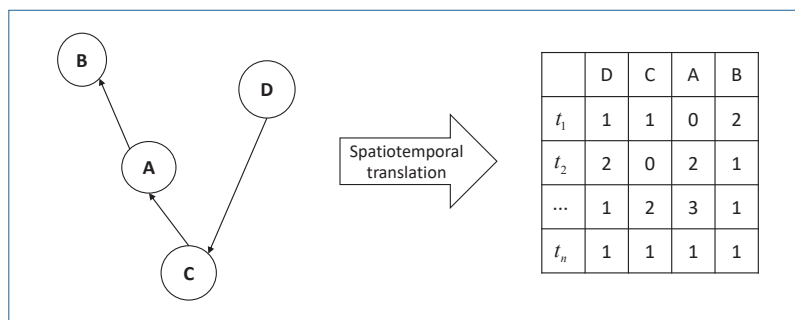 B
D
A
C
Spatiotemporal
translation
D C A B
t1 1 1 0 2
t2 2 0 2 1
... 1 2 3 1
tn 1 1 1 1